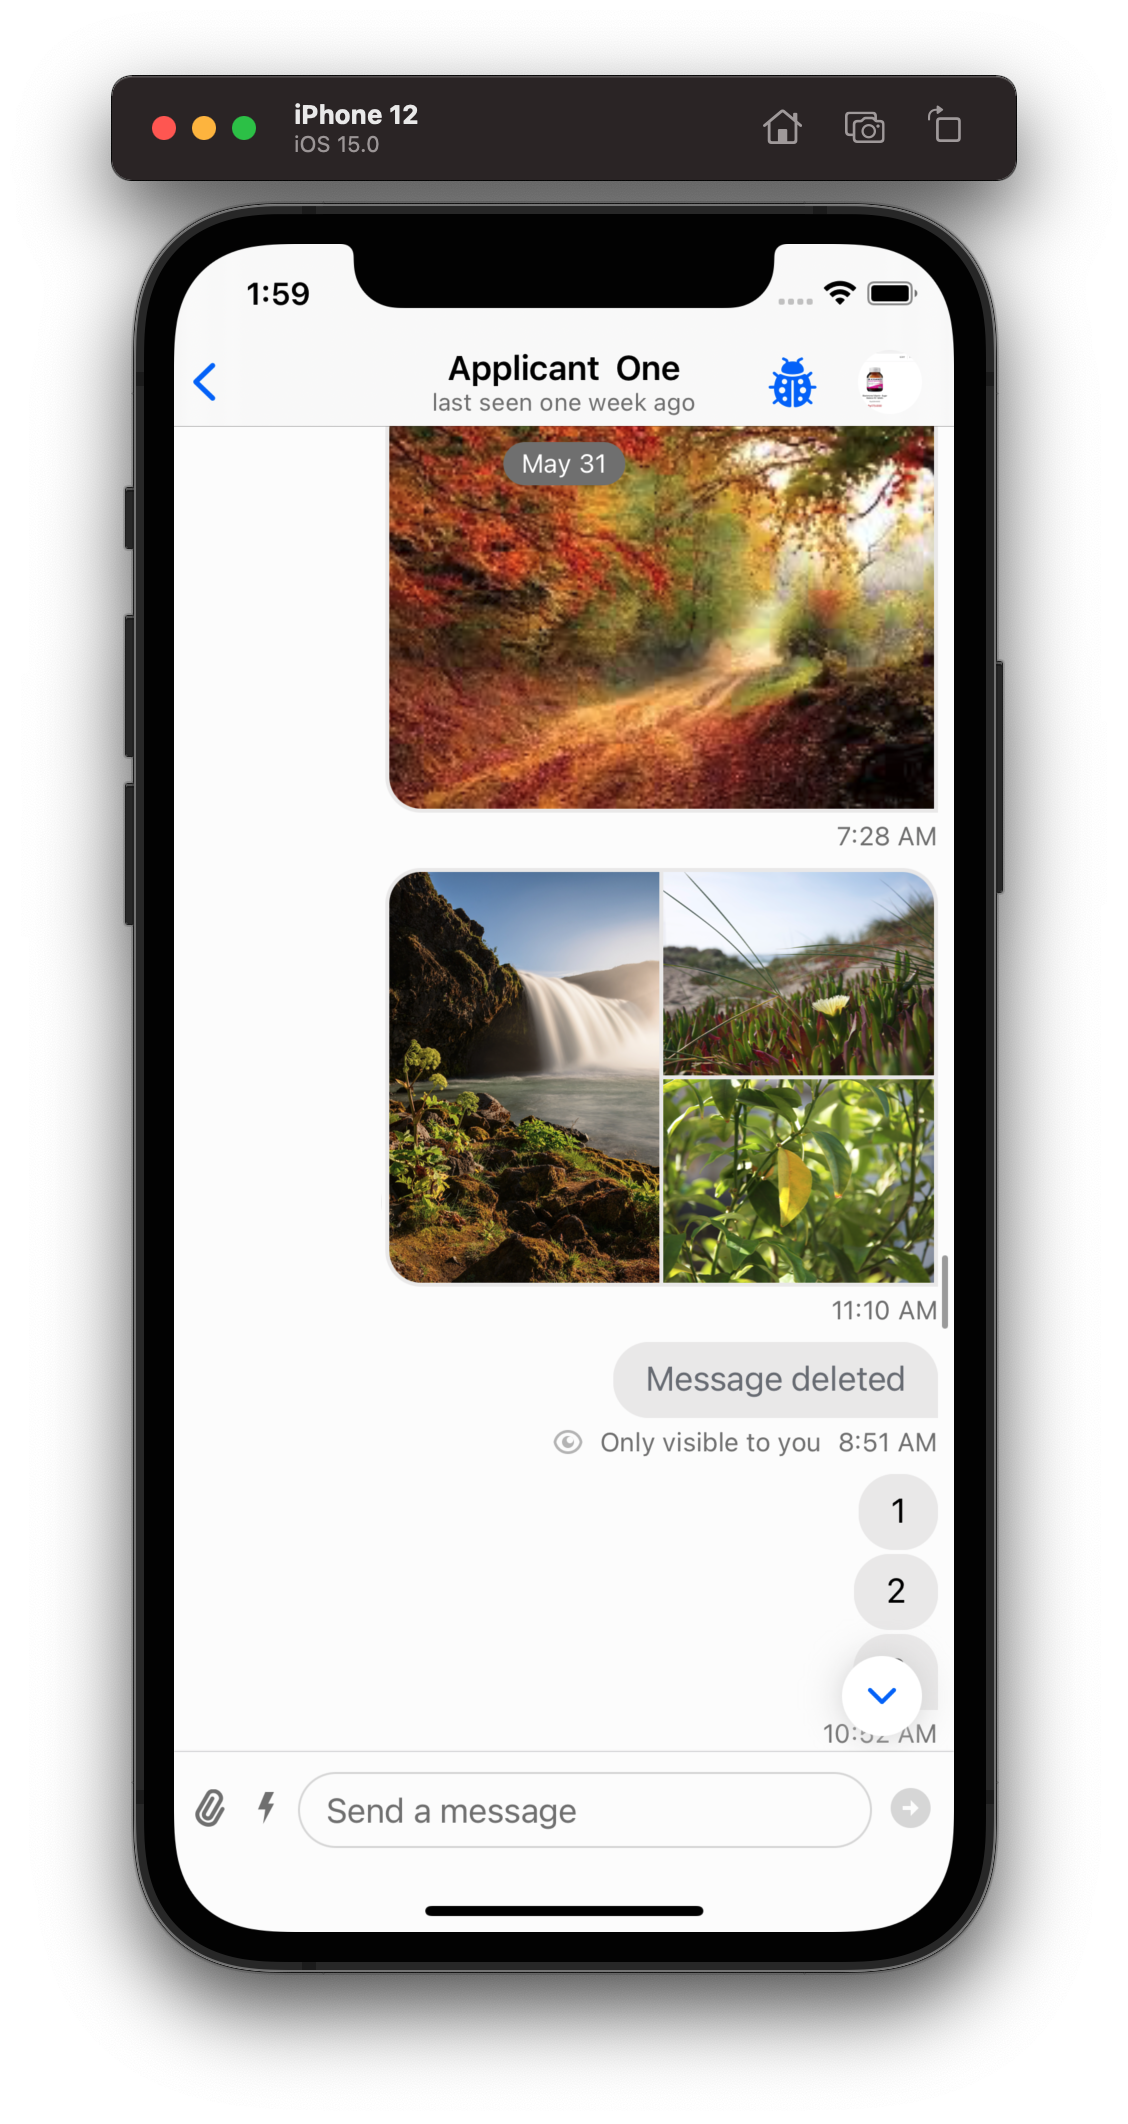 iPhone 12
iOS 15.0
1:59
Applicant One
last seen one week ago
May 31
7:28 AM
11:10 AM
Message deleted
Only visible to you 8:51 AM
1
2
10:52 AM
Send a message